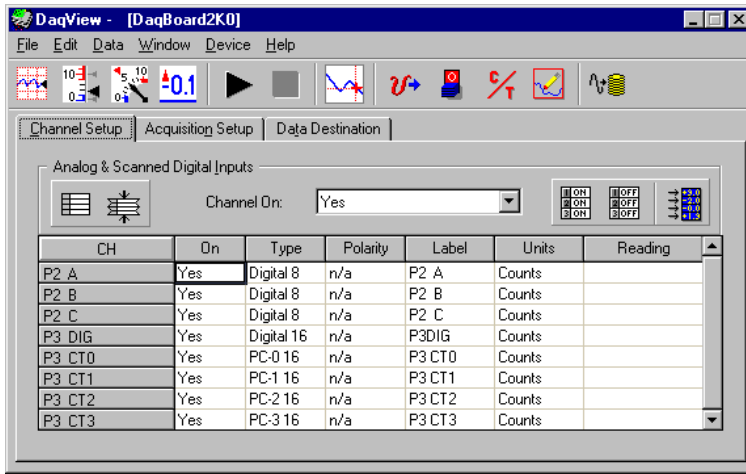 DaqView - [DaqBoard2K0]
File Edit Data Window Device Help
10 0 5 10 0 -0.1 C/T
Channel Setup Acquisition Setup Data Destination
Analog & Scanned Digital Inputs
Channel On: Yes
1 ON 2 ON 3 ON 1 OFF 2 OFF 3 OFF
CH On Type Polarity Label Units Reading
P2 A Yes Digital 8 n/a P2 A Counts
P2 B Yes Digital 8 n/a P2 B Counts
P2 C Yes Digital 8 n/a P2 C Counts
P3 DIG Yes Digital 16 n/a P3DIG Counts
P3 CT0 Yes PC-0 16 n/a P3 CT0 Counts
P3 CT1 Yes PC-1 16 n/a P3 CT1 Counts
P3 CT2 Yes PC-2 16 n/a P3 CT2 Counts
P3 CT3 Yes PC-3 16 n/a P3 CT3 Counts